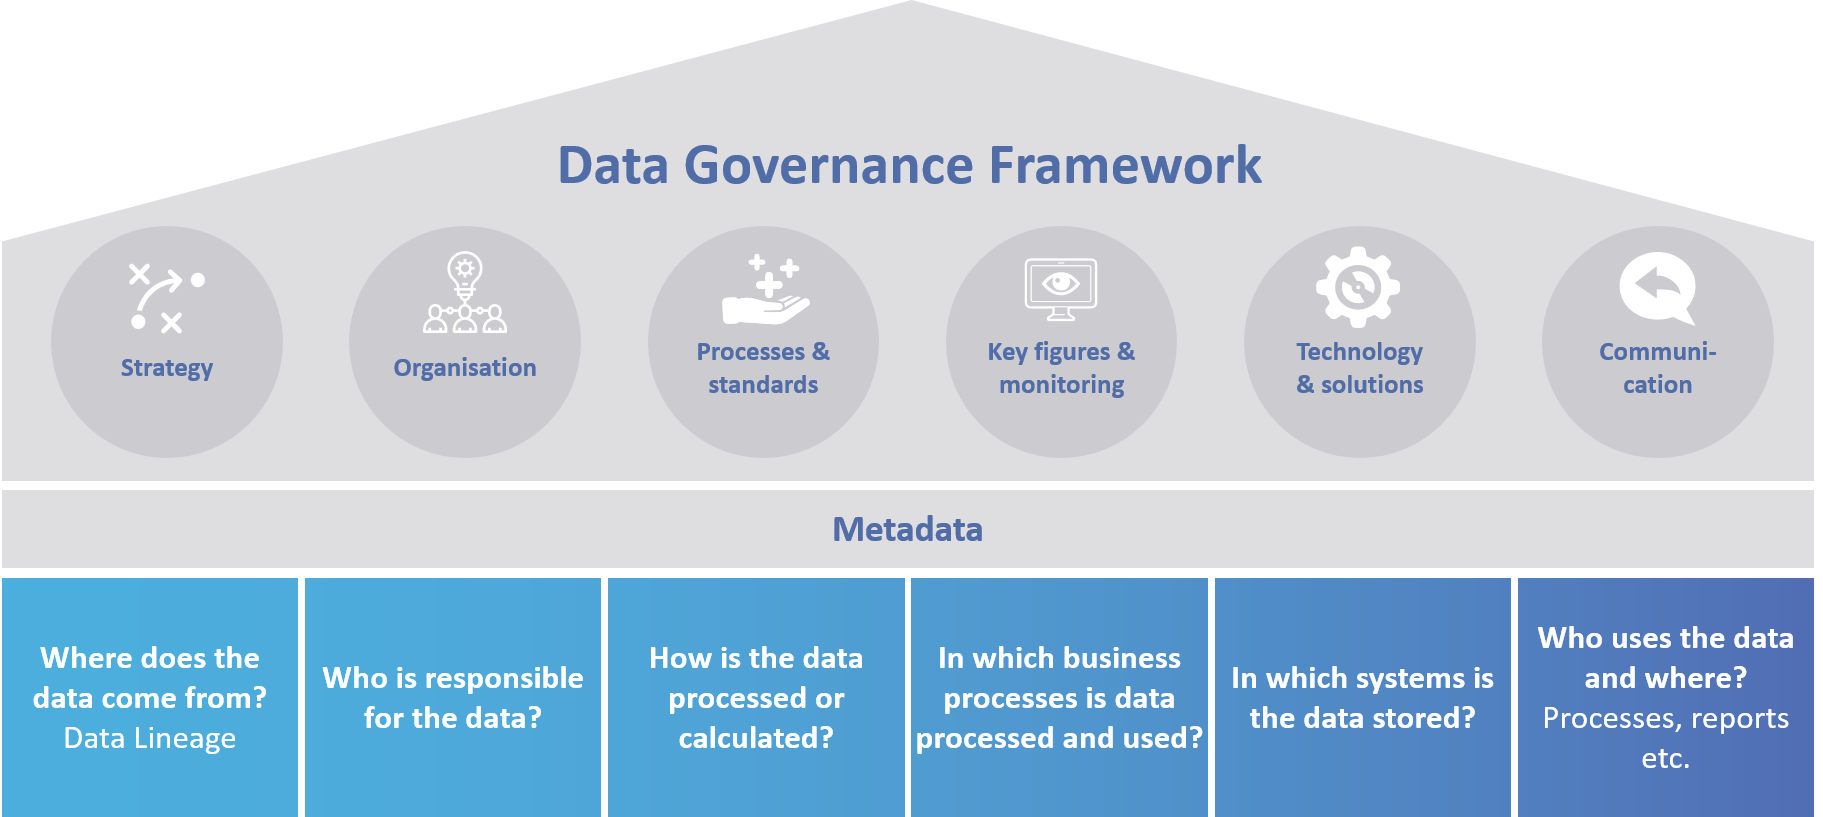 Data Governance Framework
Strategy
Organisation
Processes &
standards
Key figures &
monitoring
Technology
& solutions
Communi-
cation
Metadata
Where does the
data come from?
Data Lineage
Who is responsible
for the data?
How is the data
processed or
calculated?
In which business
processes is data
processed and used?
In which systems is
the data stored?
Who uses the data
and where?
Processes, reports
etc.